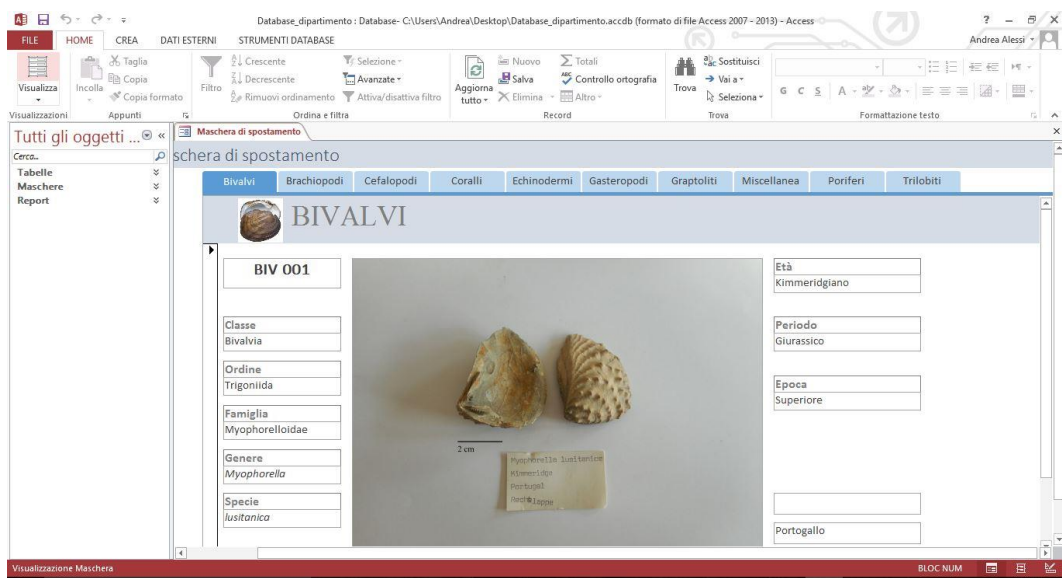 Database_dipartimento : Database- C:\Users\Andrea\Desktop\Database_dipartimento.accdb (formato di file Access 2007 - 2013) - Access
FILE HOME CREA DATI ESTERNI STRUMENTI DATABASE Andrea Alessi
Visualizza
Incolla
Taglia
Copia
Copia formato
Filtro
Crescente
Decrescente
Rimuovi ordinamento
Selezione
Avanzate
Attiva/disattiva filtro
Aggiorna
tutto
Nuovo
Salva
Elimina
Totali
Controllo ortografia
Altro
Trova
Sostituisci
Vai a
Seleziona
G C S A
Visualizzazioni Appunti Ordina e filtra Record Trova Formattazione testo
Tutti gli oggetti ...
Cerca...
Tabelle
Maschere
Report
Maschera di spostamento
schera di spostamento
Bivalvi Brachiopodi Cefalopodi Coralli Echinodermi Gasteropodi Graptoliti Miscellanea Poriferi Trilobiti
BIVALVI
BIV 001
Classe
Bivalvia
Ordine
Trigoniida
Famiglia
Myophorelloidae
Genere
Myophorella
Specie
lusitanica
2 cm
Myophorella lusitanica
Kimmeridge
Portugal
Età
Kimmeridgiano
Periodo
Giurassico
Epoca
Superiore
Portogallo
Visualizzazione Maschera BLOC NUM